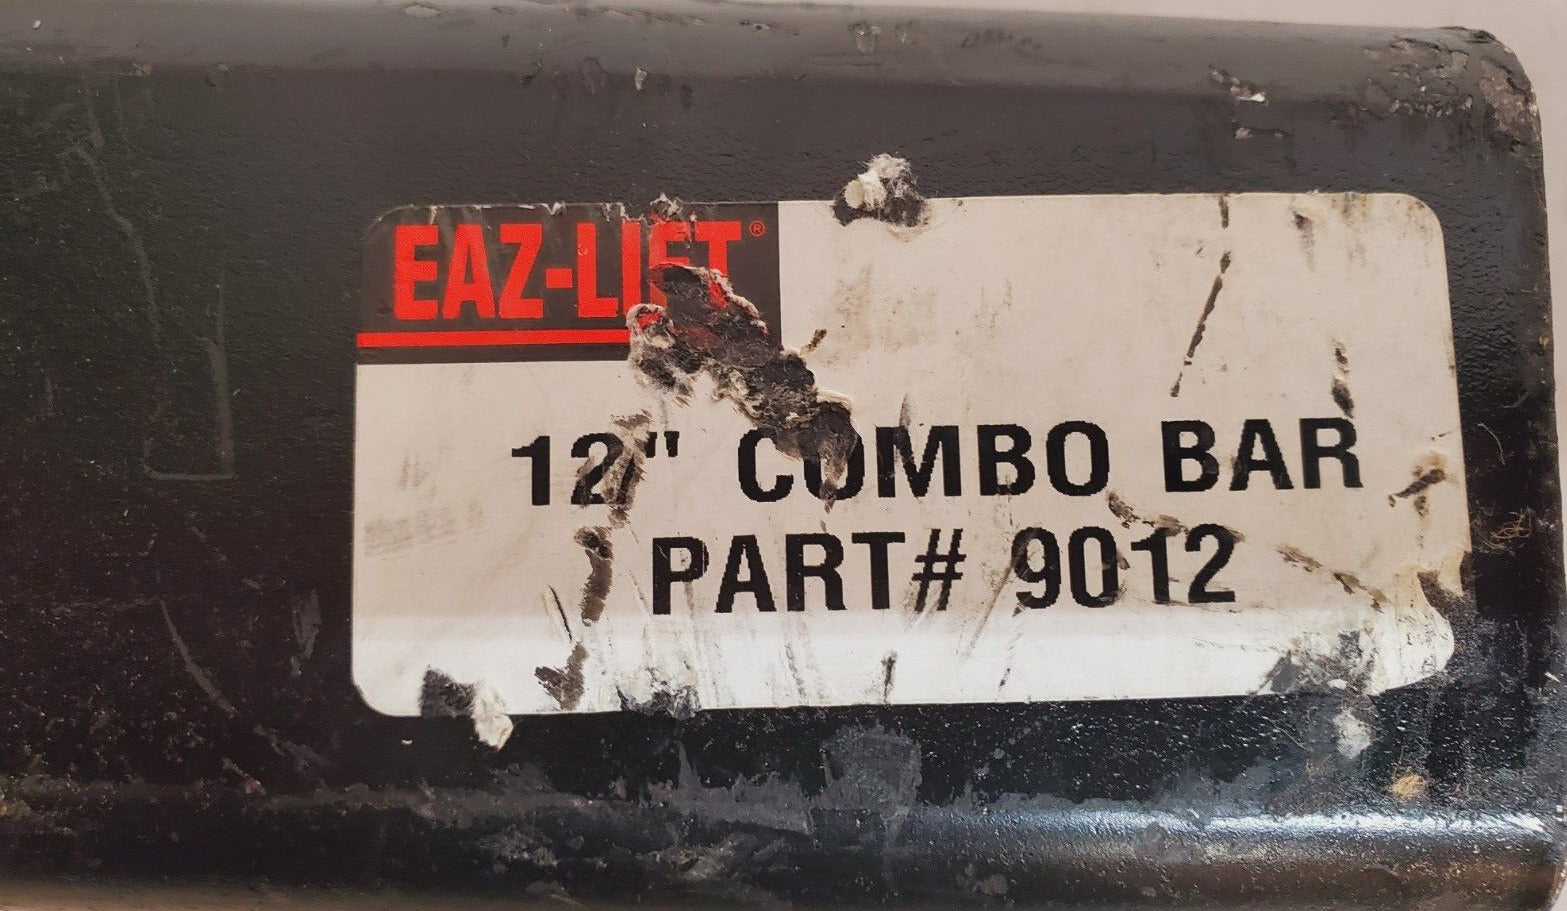 EAZ-LIFT®
12" COMBO BAR
PART# 9012